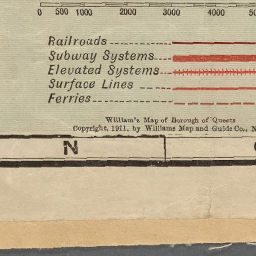 0 500 1000 2000 3000 4000
Railroads
Subway Systems
Elevated Systems
Surface Lines
Ferries
William's Map of Borough of Queens
Copyright, 1911, by Williams Map and Guide Co., N
N